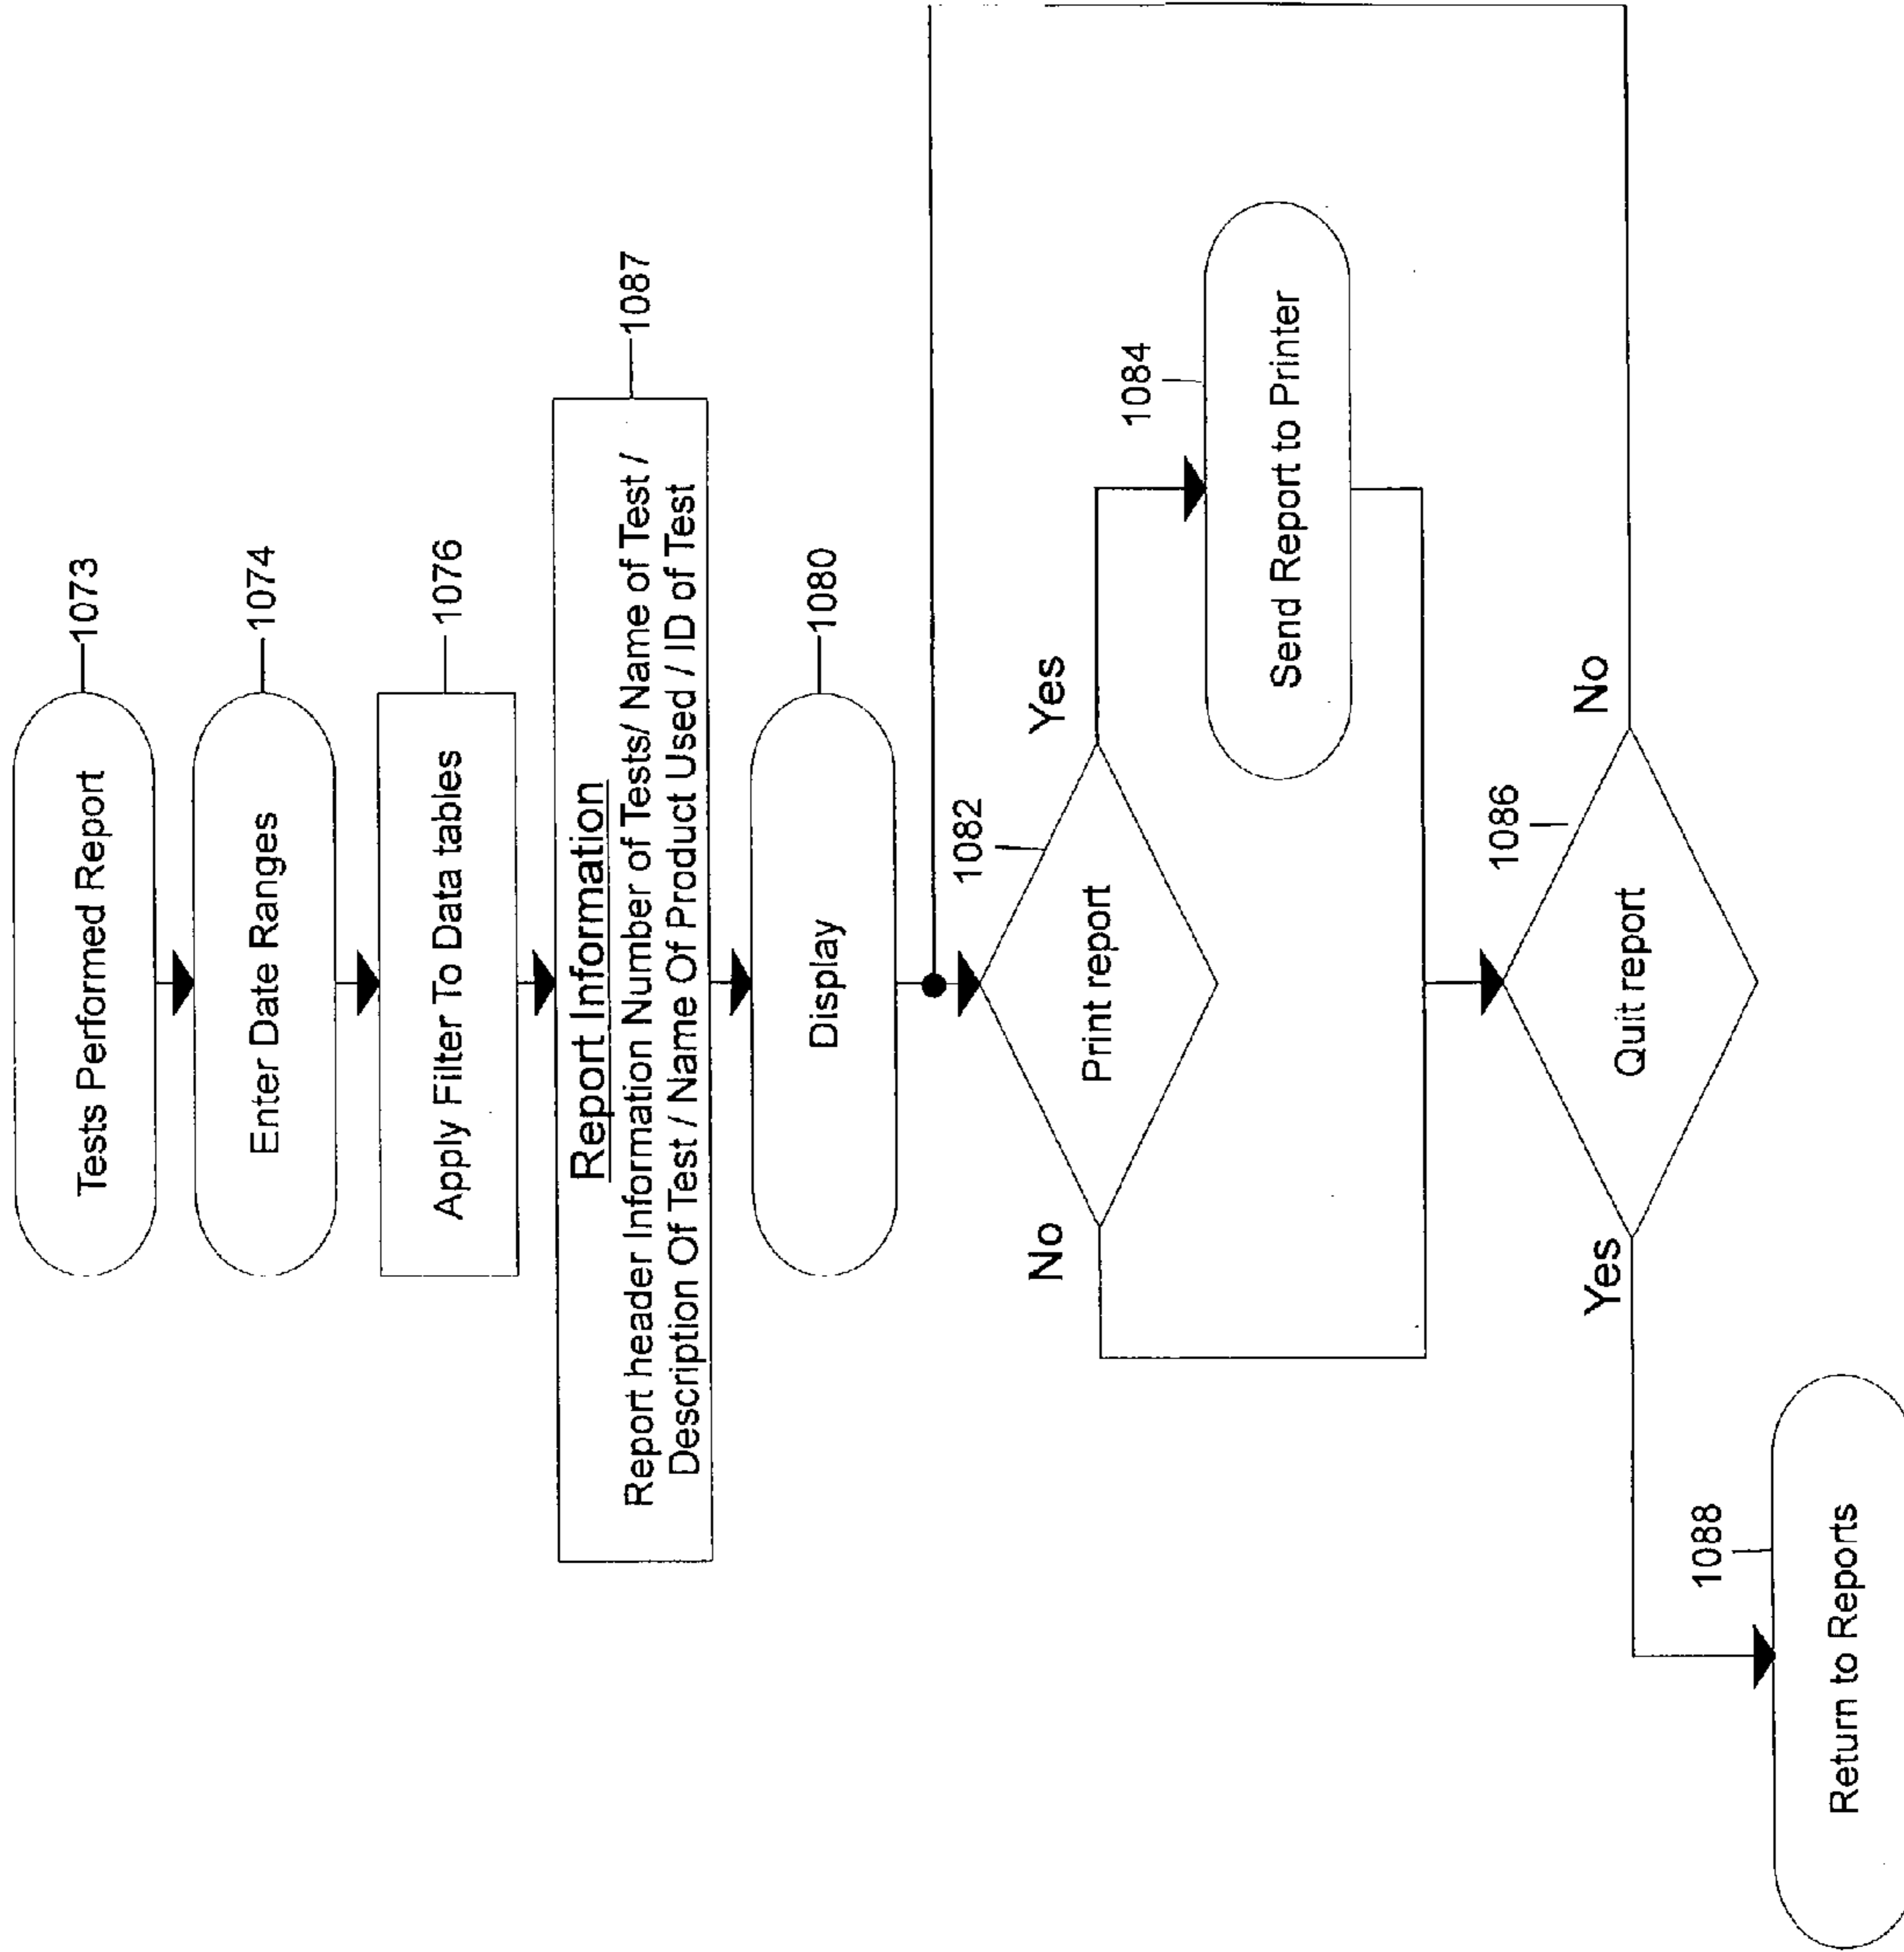 Tests Performed Report
1073
Enter Date Ranges
1074
Apply Filter To Data tables
1076
Report Information
Report header Information Number of Tests/ Name of Test /
Description Of Test / Name Of Product Used / ID of Test
1087
Display
1080
Print report
1082
No
Yes
Send Report to Printer
1084
Quit report
1086
Yes
No
Return to Reports
1088